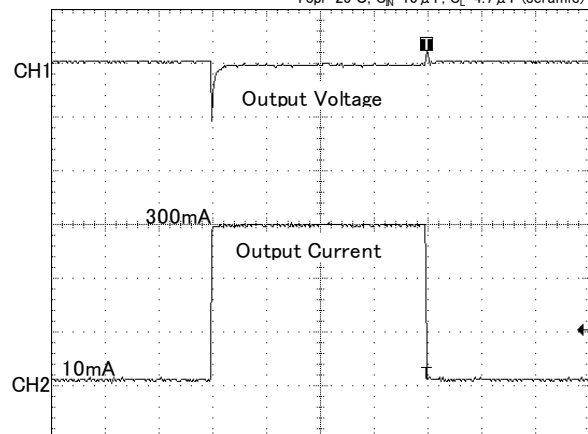 CH1
T
Output Voltage
300mA
Output Current
10mA
T
CH2